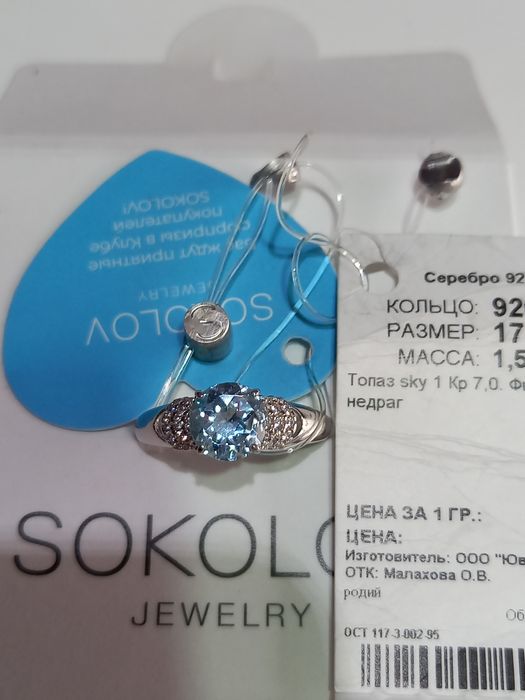 Вас ждут приятные
сюрпризы в Клубе
покупателей
SOKOLOV!
SOKOLOV
JEWELRY
Серебро 92
КОЛЬЦО: 92
РАЗМЕР: 17
МАССА: 1,5
Топаз sky 1 Кр 7,0.
недраг
ЦЕНА ЗА 1 ГР.:
ЦЕНА:
Изготовитель: ООО "Юв
ОТК: Малахова О.В.
родий
Об
ОСТ 117-3-002-95
SOKOLO
JEWELRY